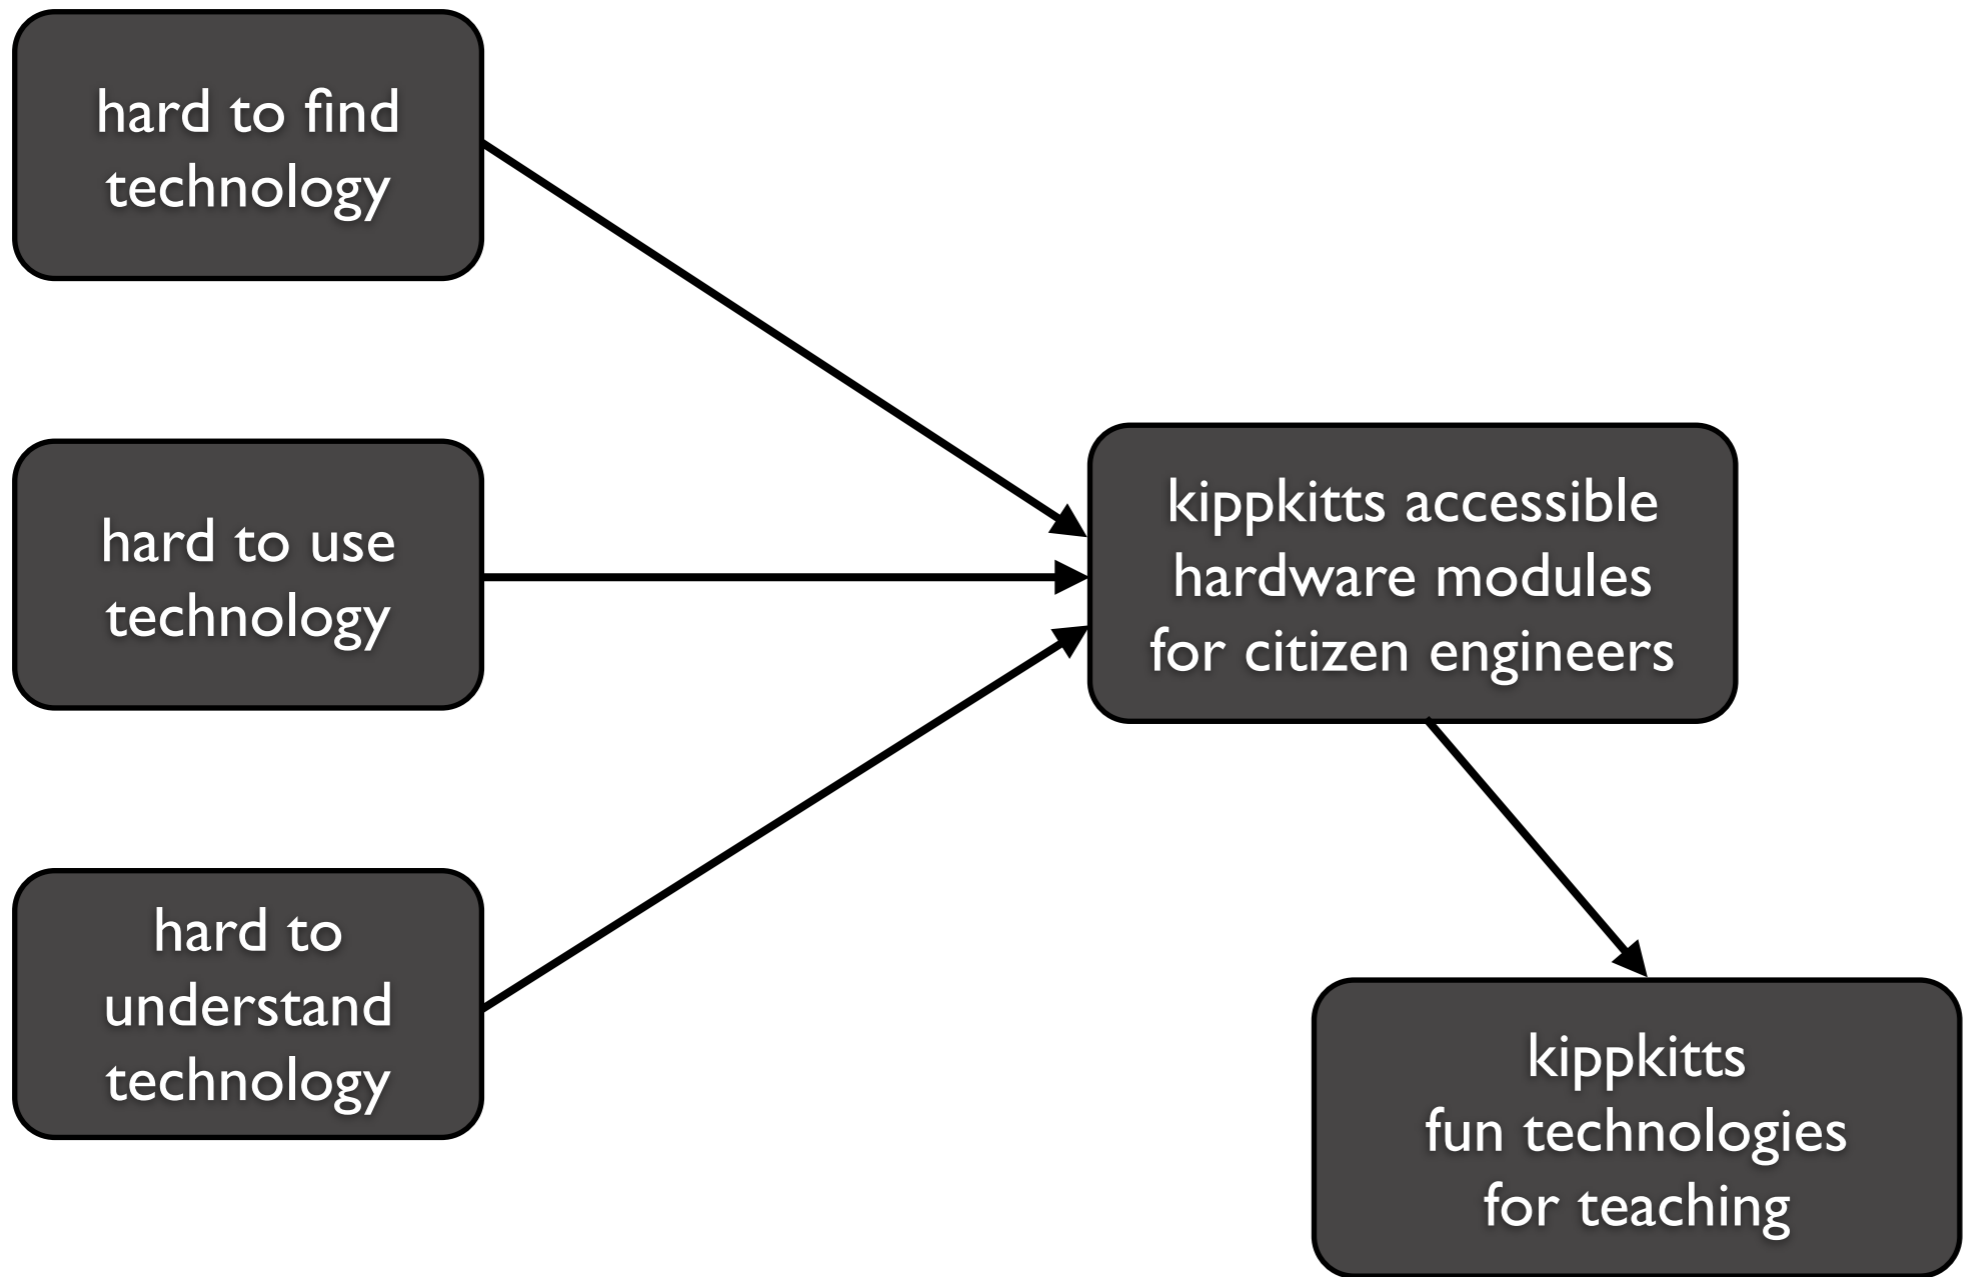 hard to find
technology
hard to use
technology
hard to
understand
technology
kippkitts accessible
hardware modules
for citizen engineers
kippkitts
fun technologies
for teaching